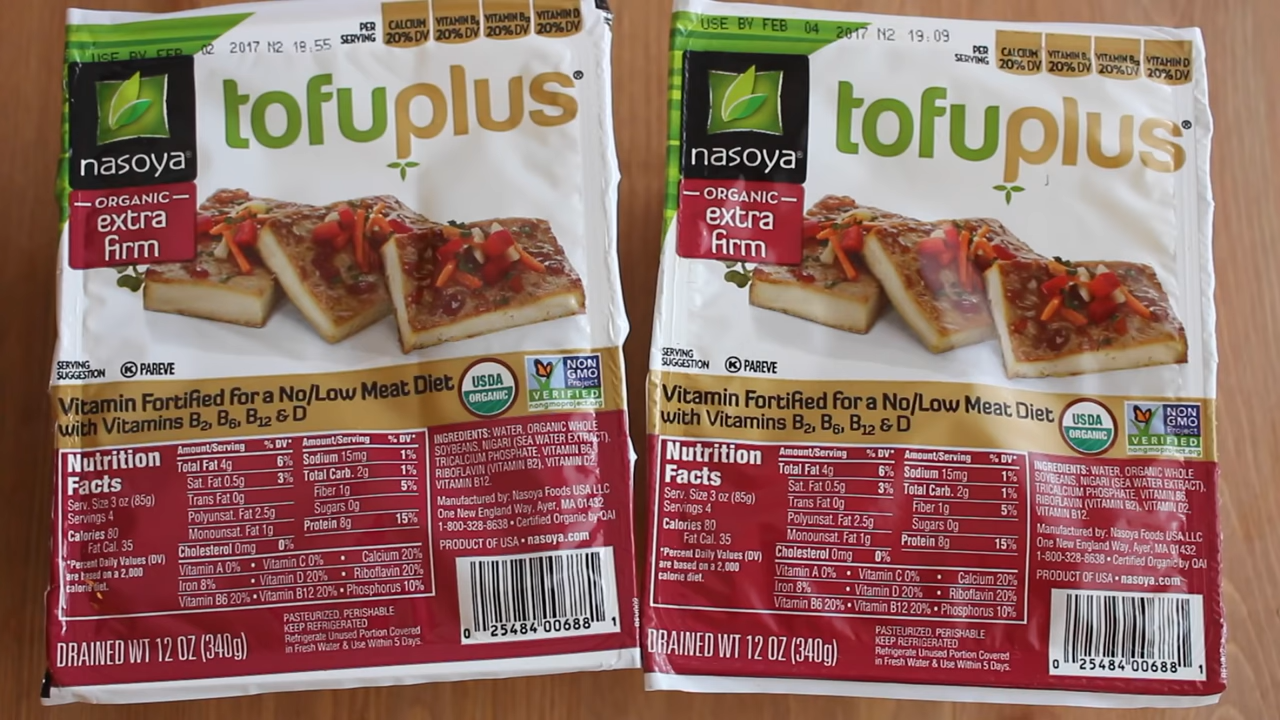 USE BY FEB 02 2017 N2 18:55
PER SERVING
CALCIUM 20% DV
VITAMIN B6 20% DV
VITAMIN B12 20% DV
VITAMIN D 20% DV
nasoya®
tofuplus®
ORGANIC
extra
firm
SERVING
SUGGESTION
K PAREVE
Vitamin Fortified for a No/Low Meat Diet
with Vitamins B2, B6, B12 & D
USDA
ORGANIC
NON
GMO
Project
VERIFIED
nongmoproject.org
Nutrition
Facts
Serv. Size 3 oz (85g)
Servings 4
Calories 80
Fat Cal. 35
*Percent Daily Values (DV)
are based on a 2,000
calorie diet.
Amount/Serving % DV*
Total Fat 4g 6%
Sat. Fat 0.5g 3%
Trans Fat 0g
Polyunsat. Fat 2.5g
Monounsat. Fat 1g
Cholesterol 0mg 0%
Amount/Serving % DV*
Sodium 15mg 1%
Total Carb. 2g 1%
Fiber 1g 5%
Sugars 0g
Protein 8g 15%
Vitamin A 0% • Vitamin C 0% • Calcium 20%
Iron 8% • Vitamin D 20% • Riboflavin 20%
Vitamin B6 20% • Vitamin B12 20% • Phosphorus 10%
INGREDIENTS: WATER, ORGANIC WHOLE
SOYBEANS, NIGARI (SEA WATER EXTRACT),
TRICALCIUM PHOSPHATE, VITAMIN B6,
RIBOFLAVIN (VITAMIN B2), VITAMIN D2,
VITAMIN B12.
Manufactured by: Nasoya Foods USA LLC
One New England Way, Ayer, MA 01432
1-800-328-8638 • Certified Organic by QAI
PRODUCT OF USA • nasoya.com
DRAINED WT 12 OZ (340g)
PASTEURIZED, PERISHABLE
KEEP REFRIGERATED
Refrigerate Unused Portion Covered
in Fresh Water & Use Within 5 Days.
0 25484 00688 1
USE BY FEB 04 2017 N2 19:09
PER SERVING
CALCIUM 20% DV
VITAMIN B6 20% DV
VITAMIN B12 20% DV
VITAMIN D 20% DV
nasoya®
tofuplus®
ORGANIC
extra
firm
SERVING
SUGGESTION
K PAREVE
Vitamin Fortified for a No/Low Meat Diet
with Vitamins B2, B6, B12 & D
USDA
ORGANIC
NON
GMO
Project
VERIFIED
nongmoproject.org
Nutrition
Facts
Serv. Size 3 oz (85g)
Servings 4
Calories 80
Fat Cal. 35
*Percent Daily Values (DV)
are based on a 2,000
calorie diet.
Amount/Serving % DV*
Total Fat 4g 6%
Sat. Fat 0.5g 3%
Trans Fat 0g
Polyunsat. Fat 2.5g
Monounsat. Fat 1g
Cholesterol 0mg 0%
Amount/Serving % DV*
Sodium 15mg 1%
Total Carb. 2g 1%
Fiber 1g 5%
Sugars 0g
Protein 8g 15%
Vitamin A 0% • Vitamin C 0% • Calcium 20%
Iron 8% • Vitamin D 20% • Riboflavin 20%
Vitamin B6 20% • Vitamin B12 20% • Phosphorus 10%
INGREDIENTS: WATER, ORGANIC WHOLE
SOYBEANS, NIGARI (SEA WATER EXTRACT),
TRICALCIUM PHOSPHATE, VITAMIN B6,
RIBOFLAVIN (VITAMIN B2), VITAMIN D2,
VITAMIN B12.
Manufactured by: Nasoya Foods USA LLC
One New England Way, Ayer, MA 01432
1-800-328-8638 • Certified Organic by QAI
PRODUCT OF USA • nasoya.com
DRAINED WT 12 OZ (340g)
PASTEURIZED, PERISHABLE
KEEP REFRIGERATED
Refrigerate Unused Portion Covered
in Fresh Water & Use Within 5 Days.
0 25484 00688 1